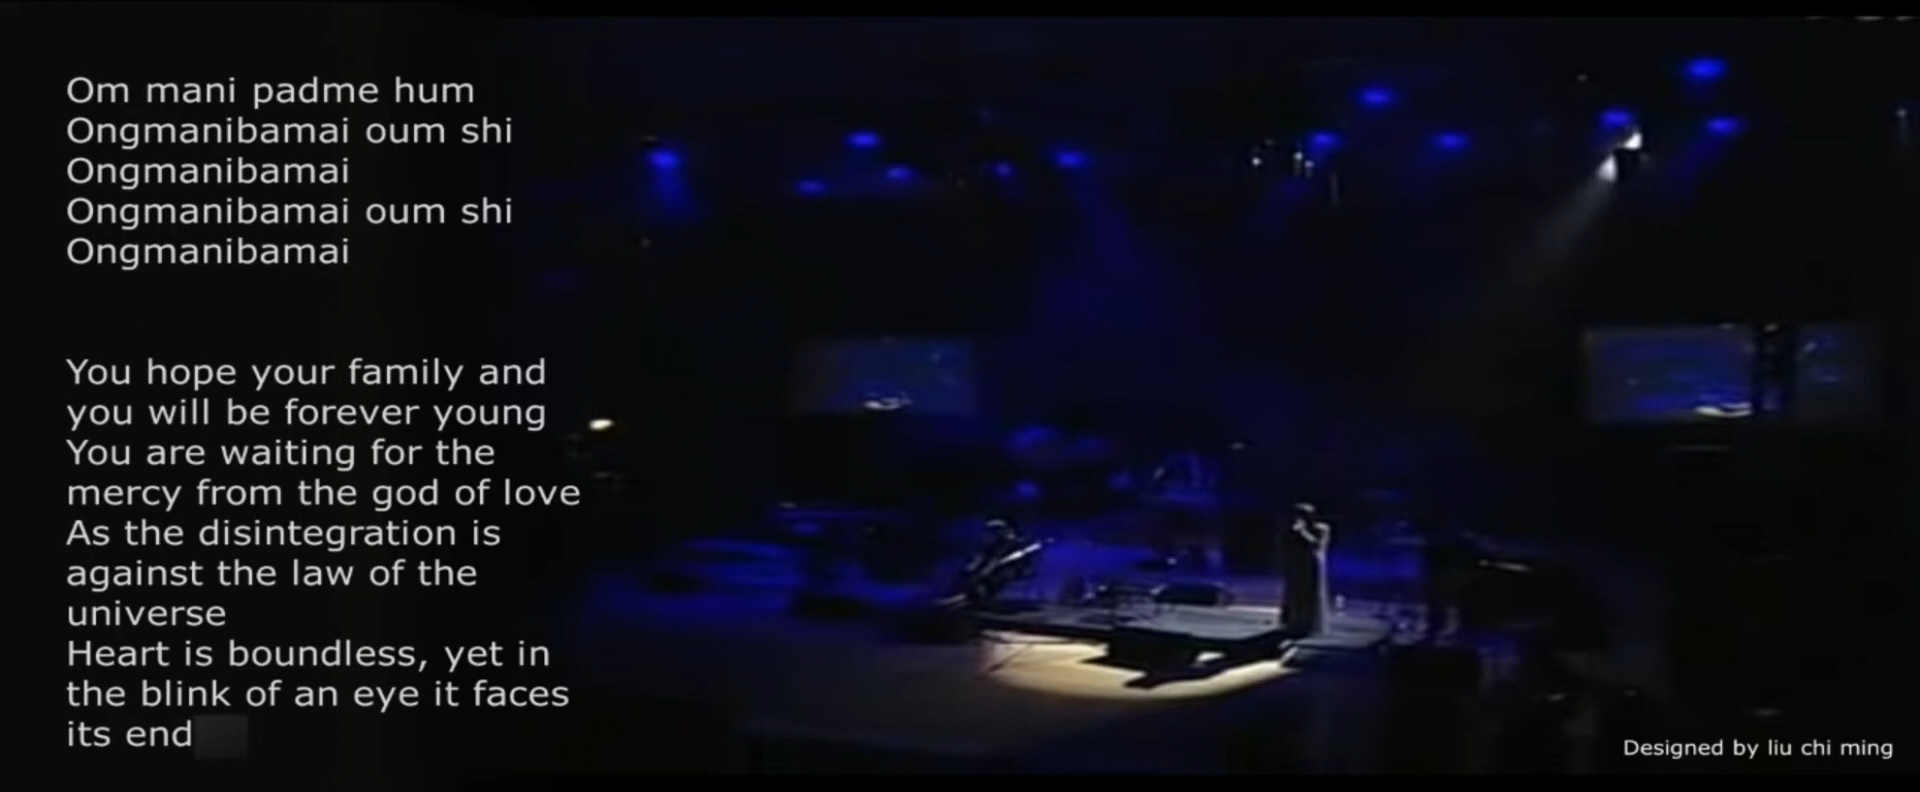 Om mani padme hum
Ongmanibamai oum shi
Ongmanibamai
Ongmanibamai oum shi
Ongmanibamai
You hope your family and
you will be forever young
You are waiting for the
mercy from the god of love
As the disintegration is
against the law of the
universe
Heart is boundless, yet in
the blink of an eye it faces
its end
Designed by liu chi ming